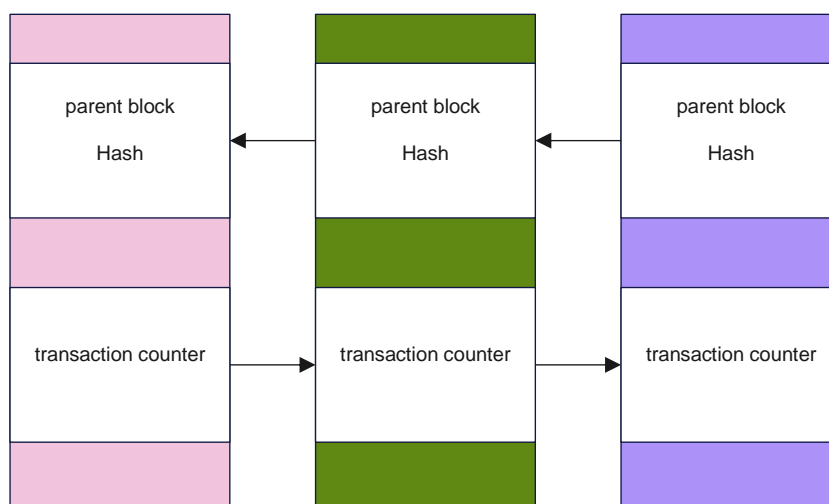 parent block
Hash
parent block
Hash
parent block
Hash
transaction counter
transaction counter
transaction counter